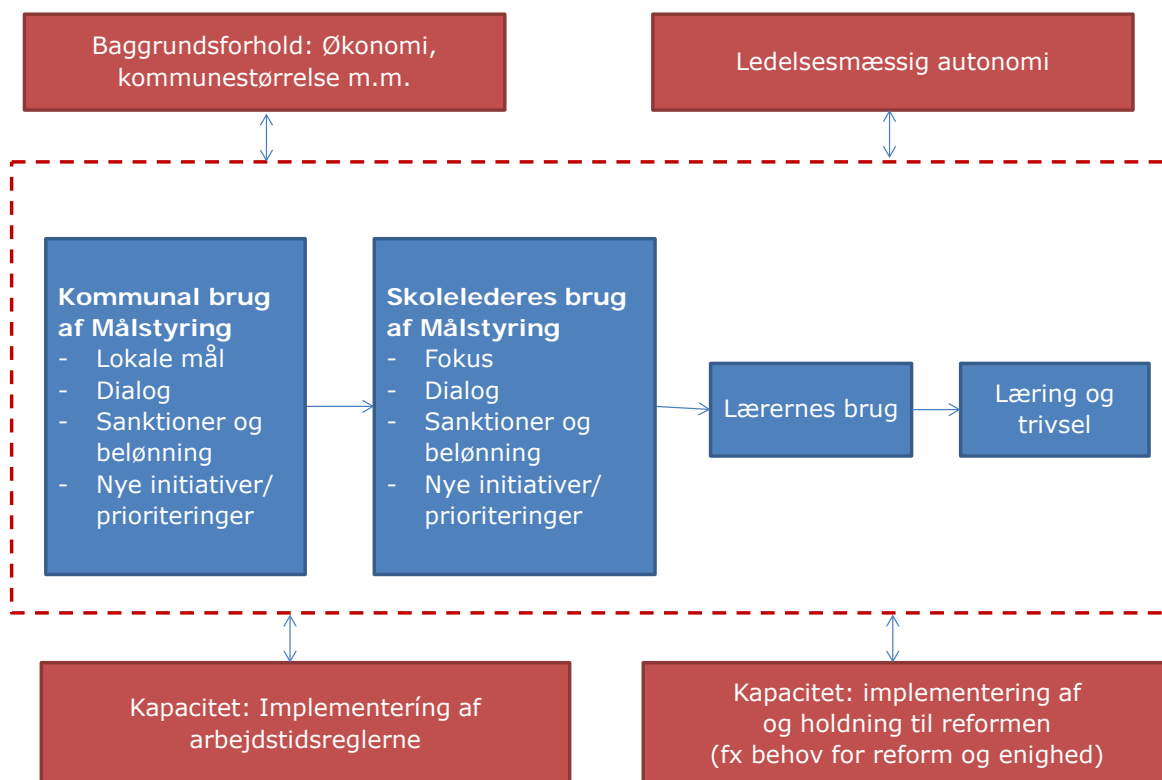 Baggrundsforhold: Økonomi,
kommunestørrelse m.m.
Ledelsesmæssig autonomi
Kommunal brug
af Målstyring
- Lokale mål
- Dialog
- Sanktioner og
belønning
- Nye initiativer/
prioriteringer
Skolelederes brug
af Målstyring
- Fokus
- Dialog
- Sanktioner og
belønning
- Nye initiativer/
prioriteringer
Lærernes brug
Læring og
trivsel
Kapacitet: Implementeríng af
arbejdstidsreglerne
Kapacitet: implementering af
og holdning til reformen
(fx behov for reform og enighed)